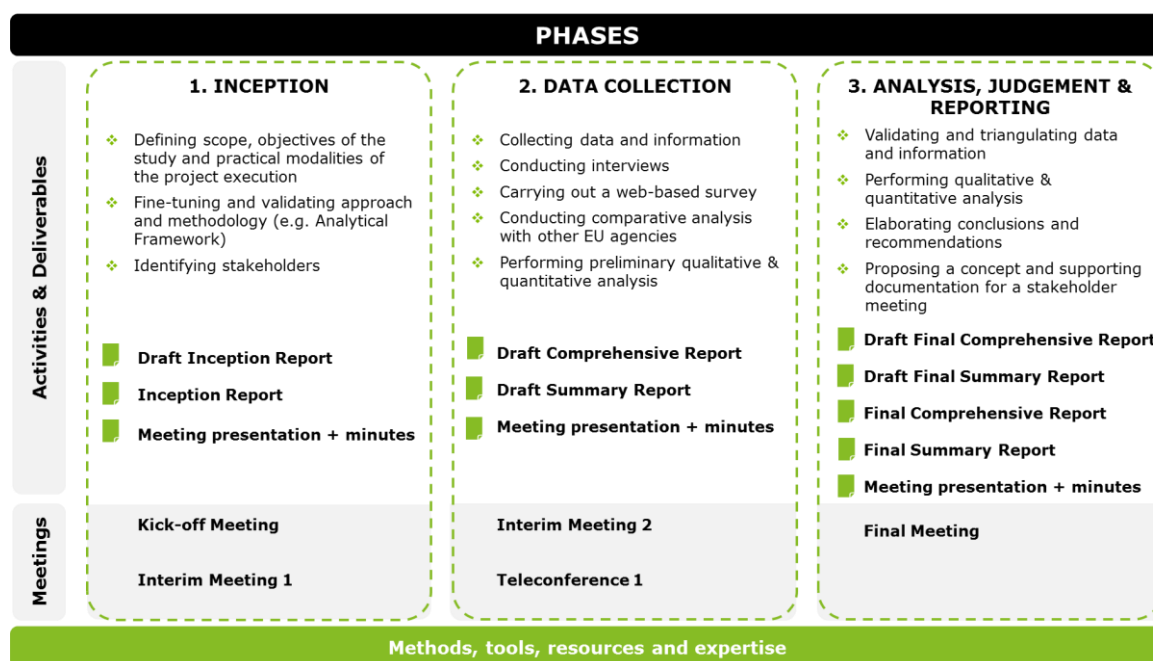 PHASES
Activities & Deliverables
1. INCEPTION
Defining scope, objectives of the
study and practical modalities of
the project execution
Fine-tuning and validating approach
and methodology (e.g. Analytical
Framework)
Identifying stakeholders
Draft Inception Report
Inception Report
Meeting presentation + minutes
2. DATA COLLECTION
Collecting data and information
Conducting interviews
Carrying out a web-based survey
Conducting comparative analysis
with other EU agencies
Performing preliminary qualitative &
quantitative analysis
Draft Comprehensive Report
Draft Summary Report
Meeting presentation + minutes
3. ANALYSIS, JUDGEMENT &
REPORTING
Validating and triangulating data
and information
Performing qualitative &
quantitative analysis
Elaborating conclusions and
recommendations
Proposing a concept and supporting
documentation for a stakeholder
meeting
Draft Final Comprehensive Report
Draft Final Summary Report
Final Comprehensive Report
Final Summary Report
Meeting presentation + minutes
Meetings
Kick-off Meeting
Interim Meeting 1
Interim Meeting 2
Teleconference 1
Final Meeting
Methods, tools, resources and expertise